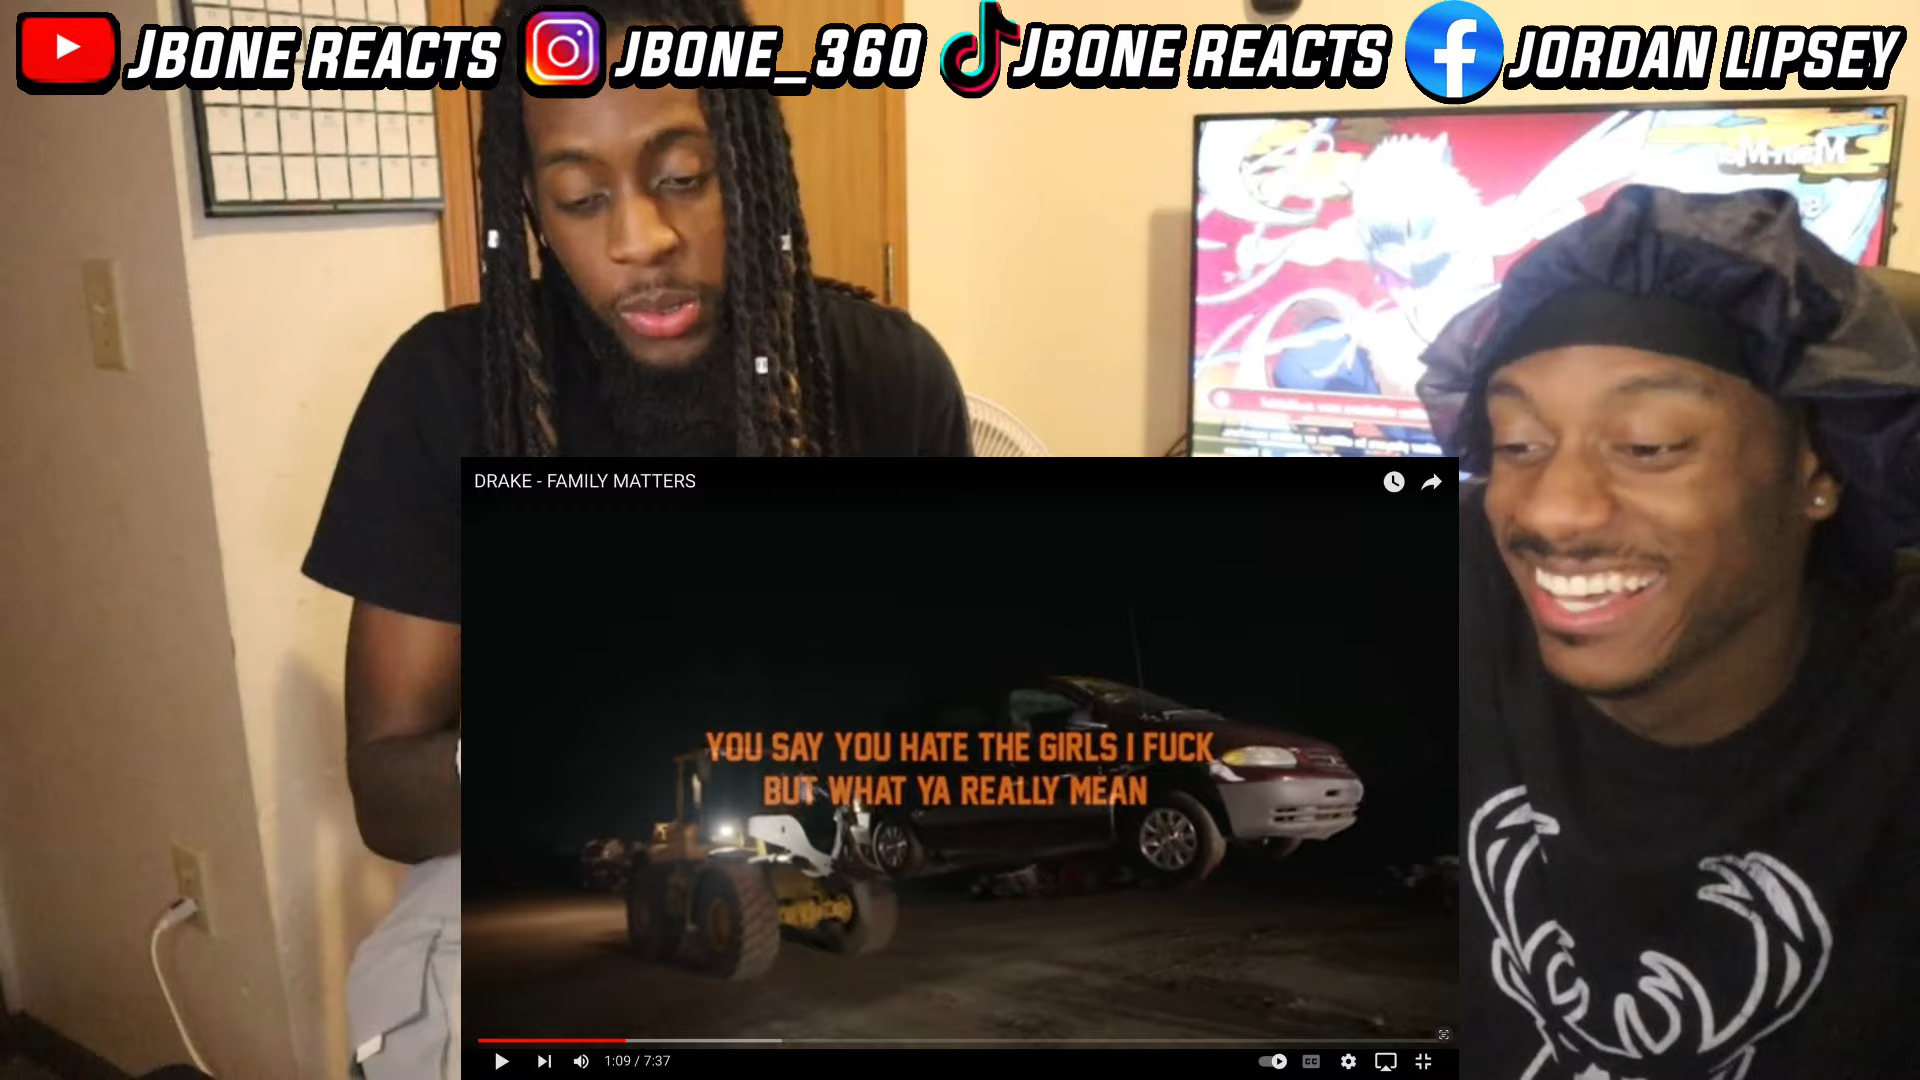 JBONE REACTS JBONE_360 JBONE REACTS JORDAN LIPSEY
DRAKE - FAMILY MATTERS
YOU SAY YOU HATE THE GIRLS I FUCK
BUT WHAT YA REALLY MEAN
1:09 / 7:37
CC